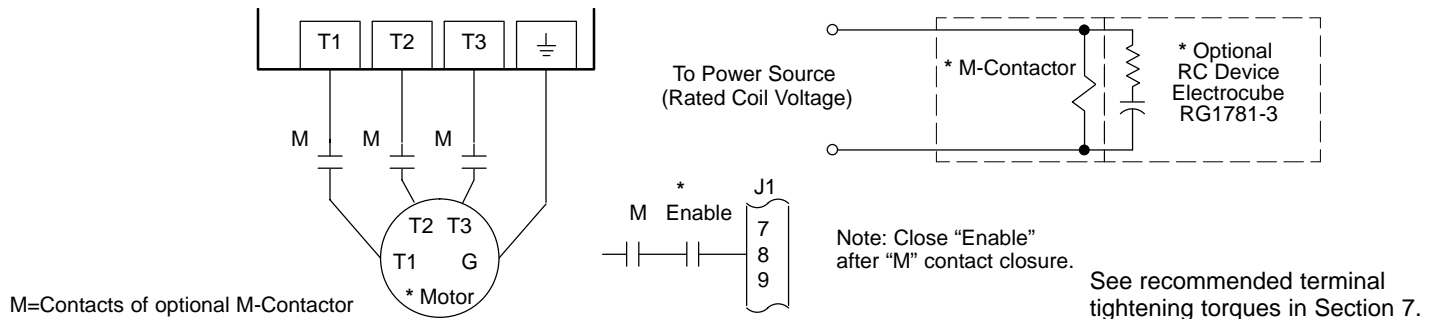 T1 T2 T3
M M M
T2 T3
T1 G
* Motor
M=Contacts of optional M-Contactor
To Power Source
(Rated Coil Voltage)
* M-Contactor
* Optional
RC Device
Electrocube
RG1781-3
*
M Enable
J1
7
8
9
Note: Close “Enable”
after “M” contact closure.
See recommended terminal
tightening torques in Section 7.